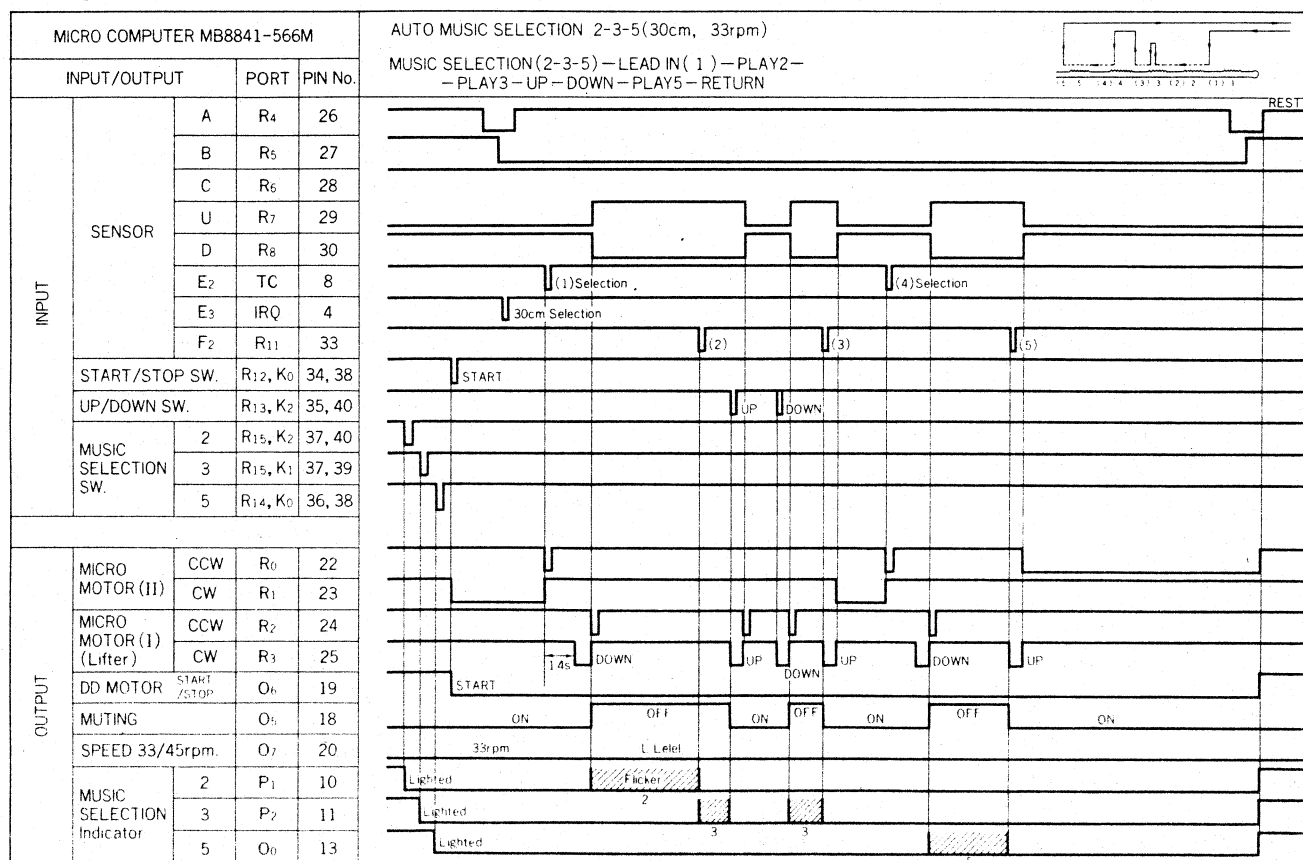 MICRO COMPUTER MB8841-566M
AUTO MUSIC SELECTION 2-3-5(30cm, 33rpm)
MUSIC SELECTION(2-3-5)-LEAD IN(1)-PLAY2-
-PLAY3-UP-DOWN-PLAY5-RETURN
INPUT/OUTPUT PORT PIN No.
REST
INPUT
SENSOR
A R4 26
B R5 27
C R6 28
U R7 29
D R8 30
E2 TC 8 (1)Selection (4)Selection
E3 IRQ 4 30cm Selection
F2 R11 33 (2) (3) (5)
START/STOP SW. R12, K0 34, 38 START
UP/DOWN SW. R13, K2 35, 40 UP DOWN
MUSIC SELECTION SW.
2 R15, K2 37, 40
3 R15, K1 37, 39
5 R14, K0 36, 38
OUTPUT
MICRO MOTOR(II)
CCW R0 22
CW R1 23
MICRO MOTOR(I) (Lifter)
CCW R2 24
CW R3 25 14s DOWN UP DOWN UP DOWN UP
DD MOTOR START/STOP O6 19 START
MUTING O5 18 ON OFF ON OFF ON OFF ON
SPEED 33/45rpm. O7 20 33rpm L Lelel
MUSIC SELECTION Indicator
2 P1 10 Lighted Flicker
2
3 P2 11 Lighted
3 3
5 O0 13 Lighted